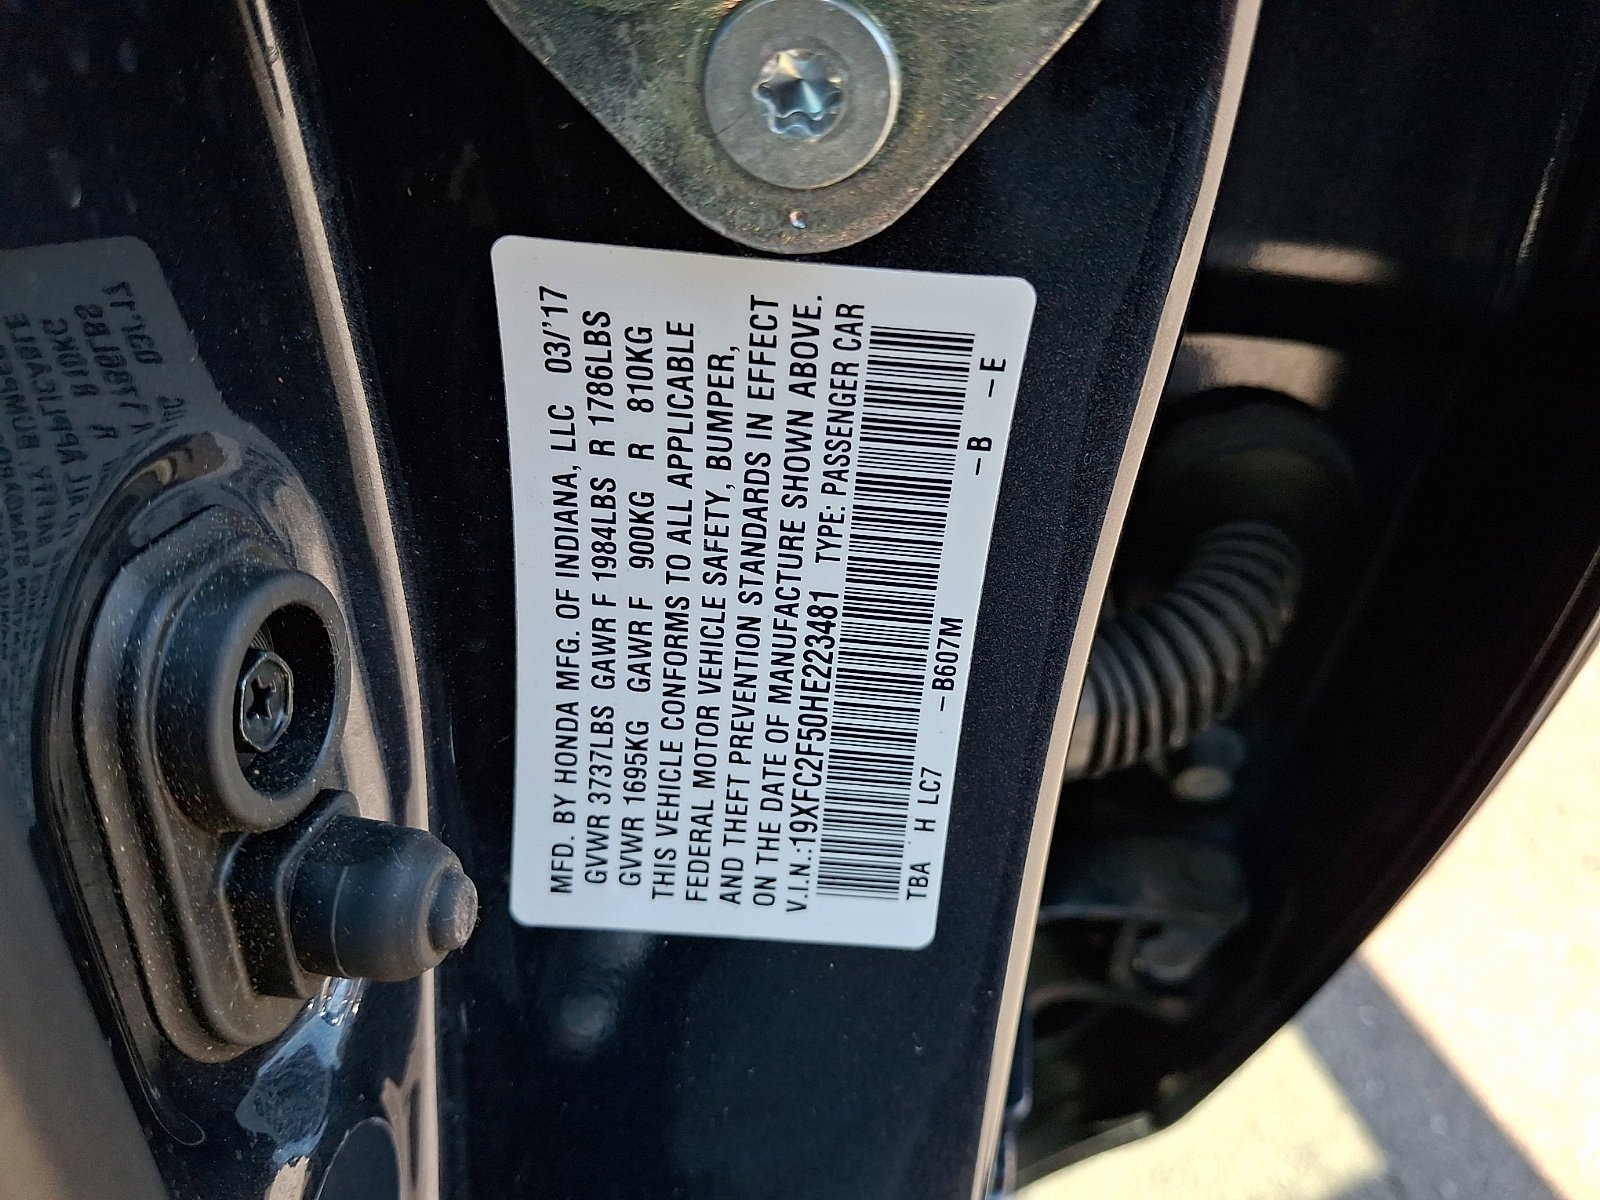 MFD. BY HONDA MFG. OF INDIANA, LLC 03/'17
GVWR 3737LBS GAWR F 1984LBS R 1786LBS
GVWR 1695KG GAWR F 900KG R 810KG
THIS VEHICLE CONFORMS TO ALL APPLICABLE
FEDERAL MOTOR VEHICLE SAFETY, BUMPER,
AND THEFT PREVENTION STANDARDS IN EFFECT
ON THE DATE OF MANUFACTURE SHOWN ABOVE.
V.I.N.:19XFC2F50HE223481 TYPE: PASSENGER CAR
TBA H LC7 –B607M –B –E